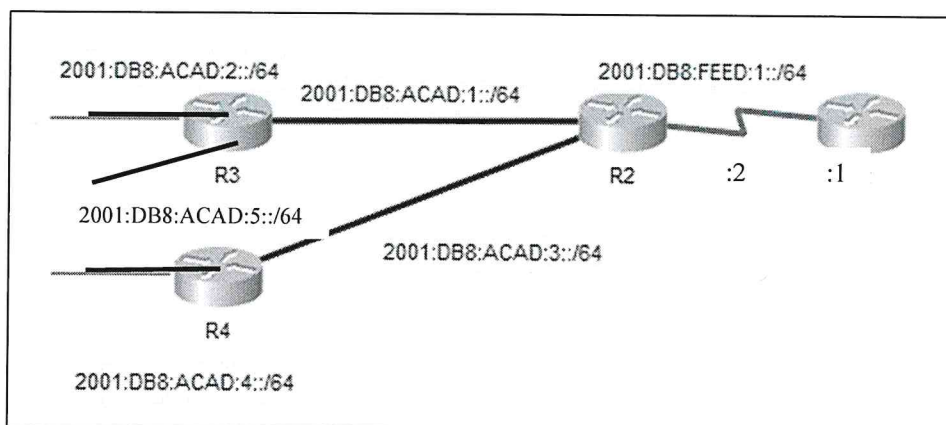 2001:DB8:ACAD:2::/64
2001:DB8:FEED:1::/64
2001:DB8:ACAD:1::/64
R3
R2
:2
:1
2001:DB8:ACAD:5::/64
2001:DB8:ACAD:3::/64
R4
2001:DB8:ACAD:4::/64